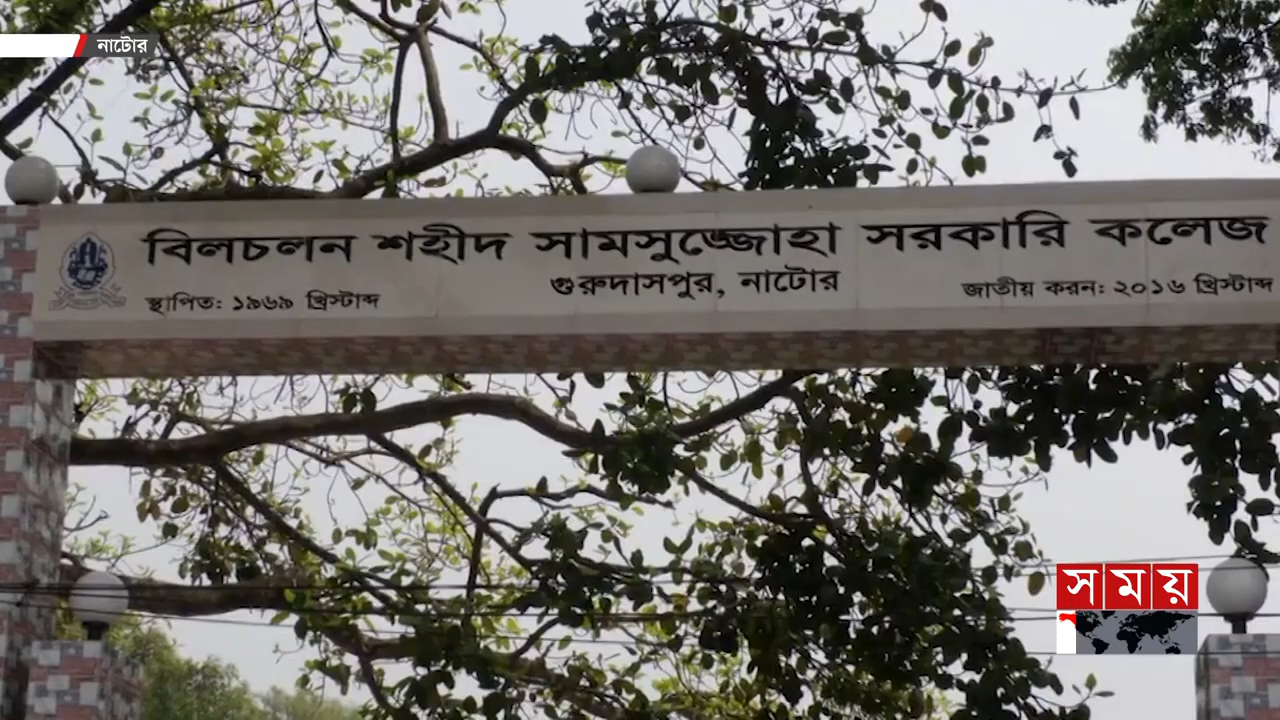 নাটোর
বিলচলন শহীদ সামসুজ্জোহা সরকারি কলেজ
গুরুদাসপুর, নাটোর
স্থাপিত: ১৯৬৯ খ্রিস্টাব্দ
জাতীয় করন: ২০১৬ খ্রিস্টাব্দ
সময়